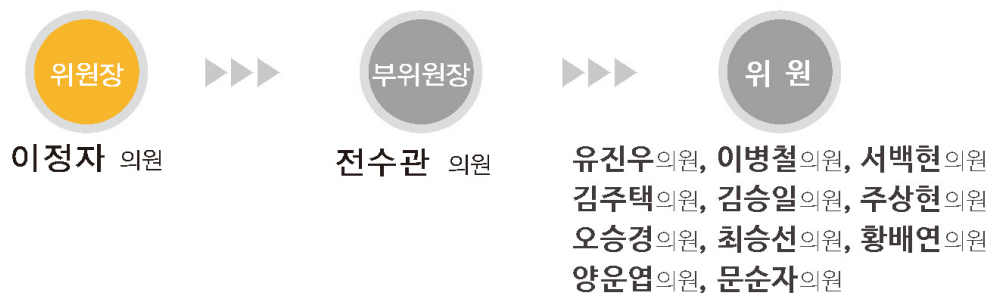 위원장
부위원장
위 원
이정자 의원
전수관 의원
유진우의원, 이병철의원, 서백현의원
김주택의원, 김승일의원, 주상현의원
오승경의원, 최승선의원, 황배연의원
양운엽의원, 문순자의원